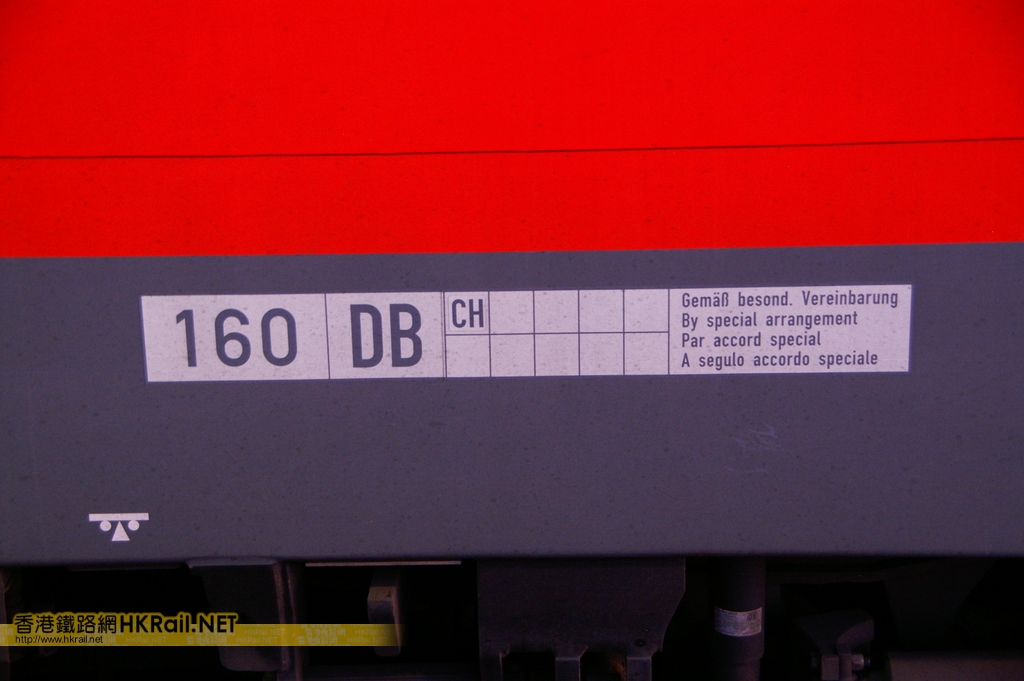 160 DB CH
Gemäß besond. Vereinbarung
By special arrangement
Par accord special
A segulo accordo speciale
香港鐵路網HKRail.NET
http://www.hkrail.net